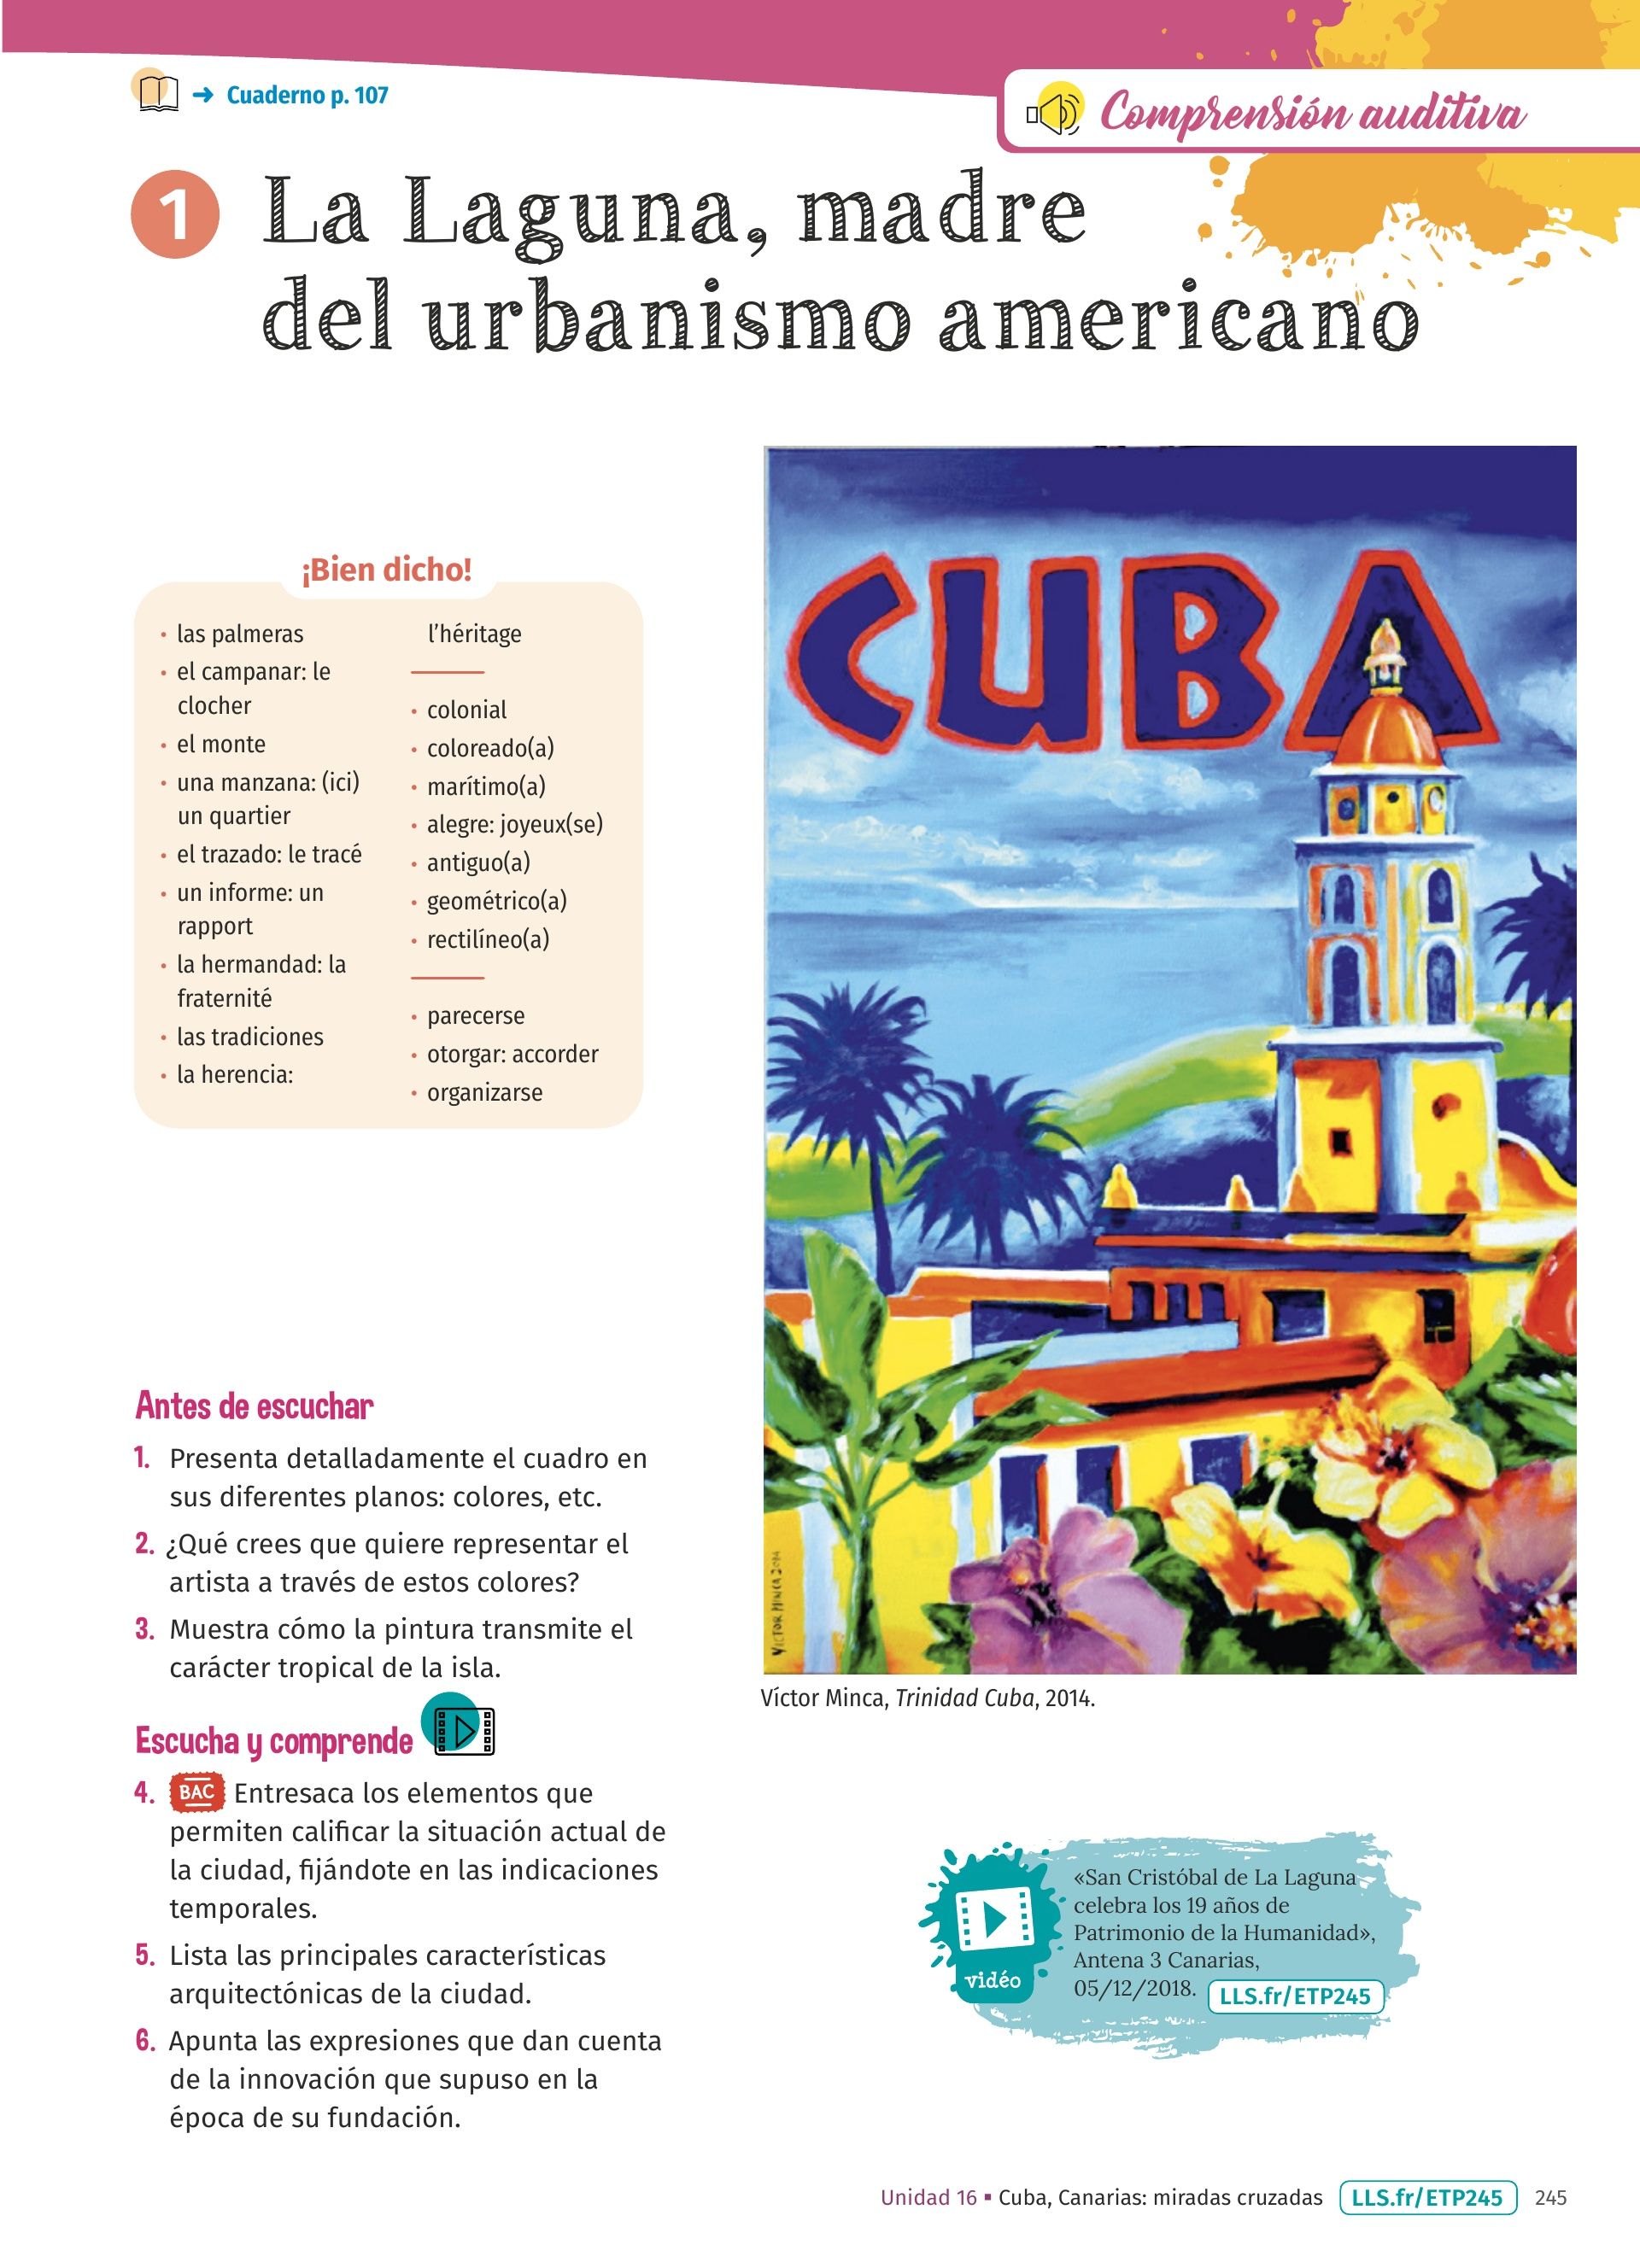 → Cuaderno p. 107
Comprensión auditiva
1 La Laguna, madre
del urbanismo americano
¡Bien dicho!
• las palmeras
• el campanar: le
clocher
• el monte
• una manzana: (ici)
un quartier
• el trazado: le tracé
• un informe: un
rapport
• la hermandad: la
fraternité
• las tradiciones
• la herencia:
l’héritage
• colonial
• coloreado(a)
• marítimo(a)
• alegre: joyeux(se)
• antiguo(a)
• geométrico(a)
• rectilíneo(a)
• parecerse
• otorgar: accorder
• organizarse
CUBA
VICTOR MINCA 2014
Víctor Minca, Trinidad Cuba, 2014.
Antes de escuchar
1. Presenta detalladamente el cuadro en
sus diferentes planos: colores, etc.
2. ¿Qué crees que quiere representar el
artista a través de estos colores?
3. Muestra cómo la pintura transmite el
carácter tropical de la isla.
Escucha y comprende
4. BAC Entresaca los elementos que
permiten calificar la situación actual de
la ciudad, fijándote en las indicaciones
temporales.
5. Lista las principales características
arquitectónicas de la ciudad.
6. Apunta las expresiones que dan cuenta
de la innovación que supuso en la
época de su fundación.
vidéo
«San Cristóbal de La Laguna
celebra los 19 años de
Patrimonio de la Humanidad»,
Antena 3 Canarias,
05/12/2018. LLS.fr/ETP245
Unidad 16 ▪ Cuba, Canarias: miradas cruzadas LLS.fr/ETP245 245